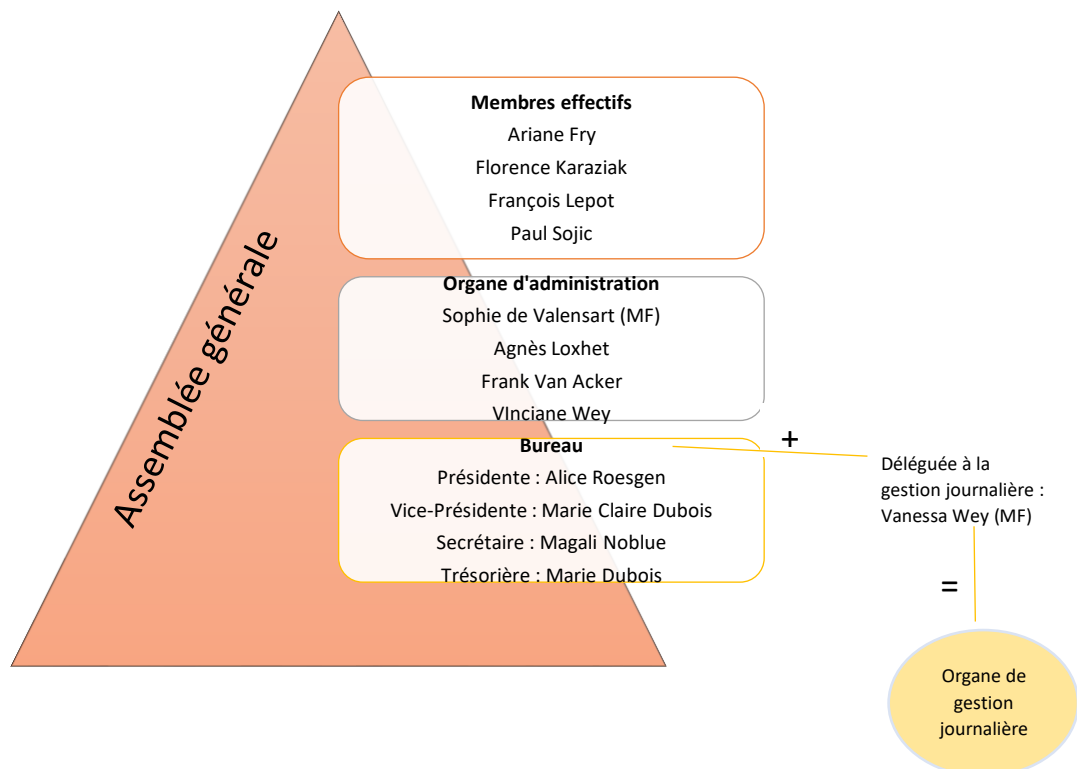 Assemblée générale
Membres effectifs
Ariane Fry
Florence Karaziak
François Lepot
Paul Sojic
Organe d'administration
Sophie de Valensart (MF)
Agnès Loxhet
Frank Van Acker
VInciane Wey
Bureau
Présidente : Alice Roesgen
Vice-Présidente : Marie Claire Dubois
Secrétaire : Magali Noblue
Trésorière : Marie Dubois
+
Déléguée à la
gestion journalière :
Vanessa Wey (MF)
=
Organe de
gestion
journalière